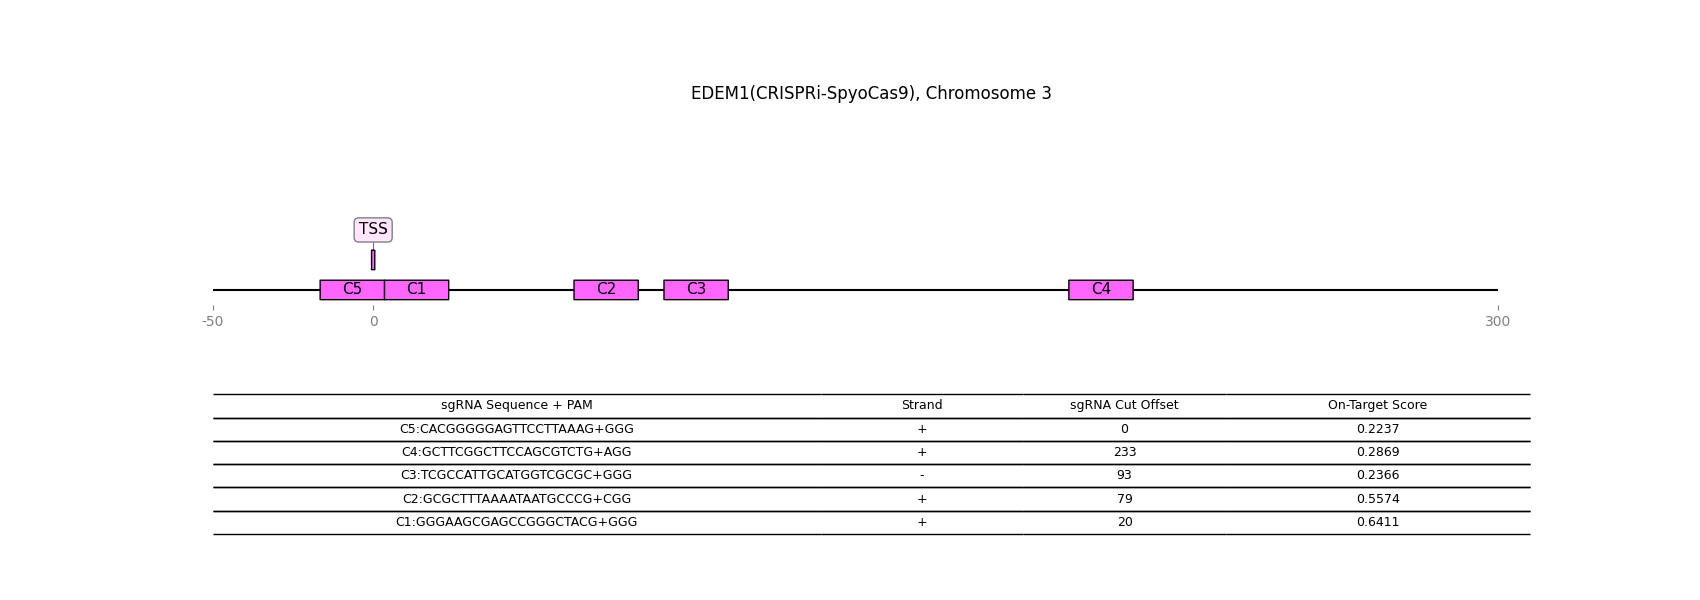 EDEM1(CRISPRi-SpyoCas9), Chromosome 3
TSS
C5 C1 C2 C3 C4
-50 0 300
sgRNA Sequence + PAM Strand sgRNA Cut Offset On-Target Score
C5:CACGGGGGAGTTCCTTAAAG+GGG + 0 0.2237
C4:GCTTCGGCTTCCAGCGTCTG+AGG + 233 0.2869
C3:TCGCCATTGCATGGTCGCGC+GGG - 93 0.2366
C2:GCGCTTTAAAATAATGCCCG+CGG + 79 0.5574
C1:GGGAAGCGAGCCGGGCTACG+GGG + 20 0.6411